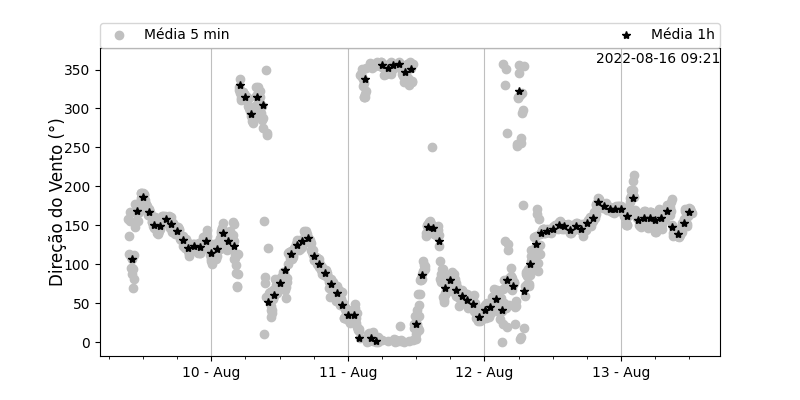 Média 5 min
Média 1h
2022-08-16 09:21
Direção do Vento (°)
350
300
250
200
150
100
50
0
10 - Aug
11 - Aug
12 - Aug
13 - Aug